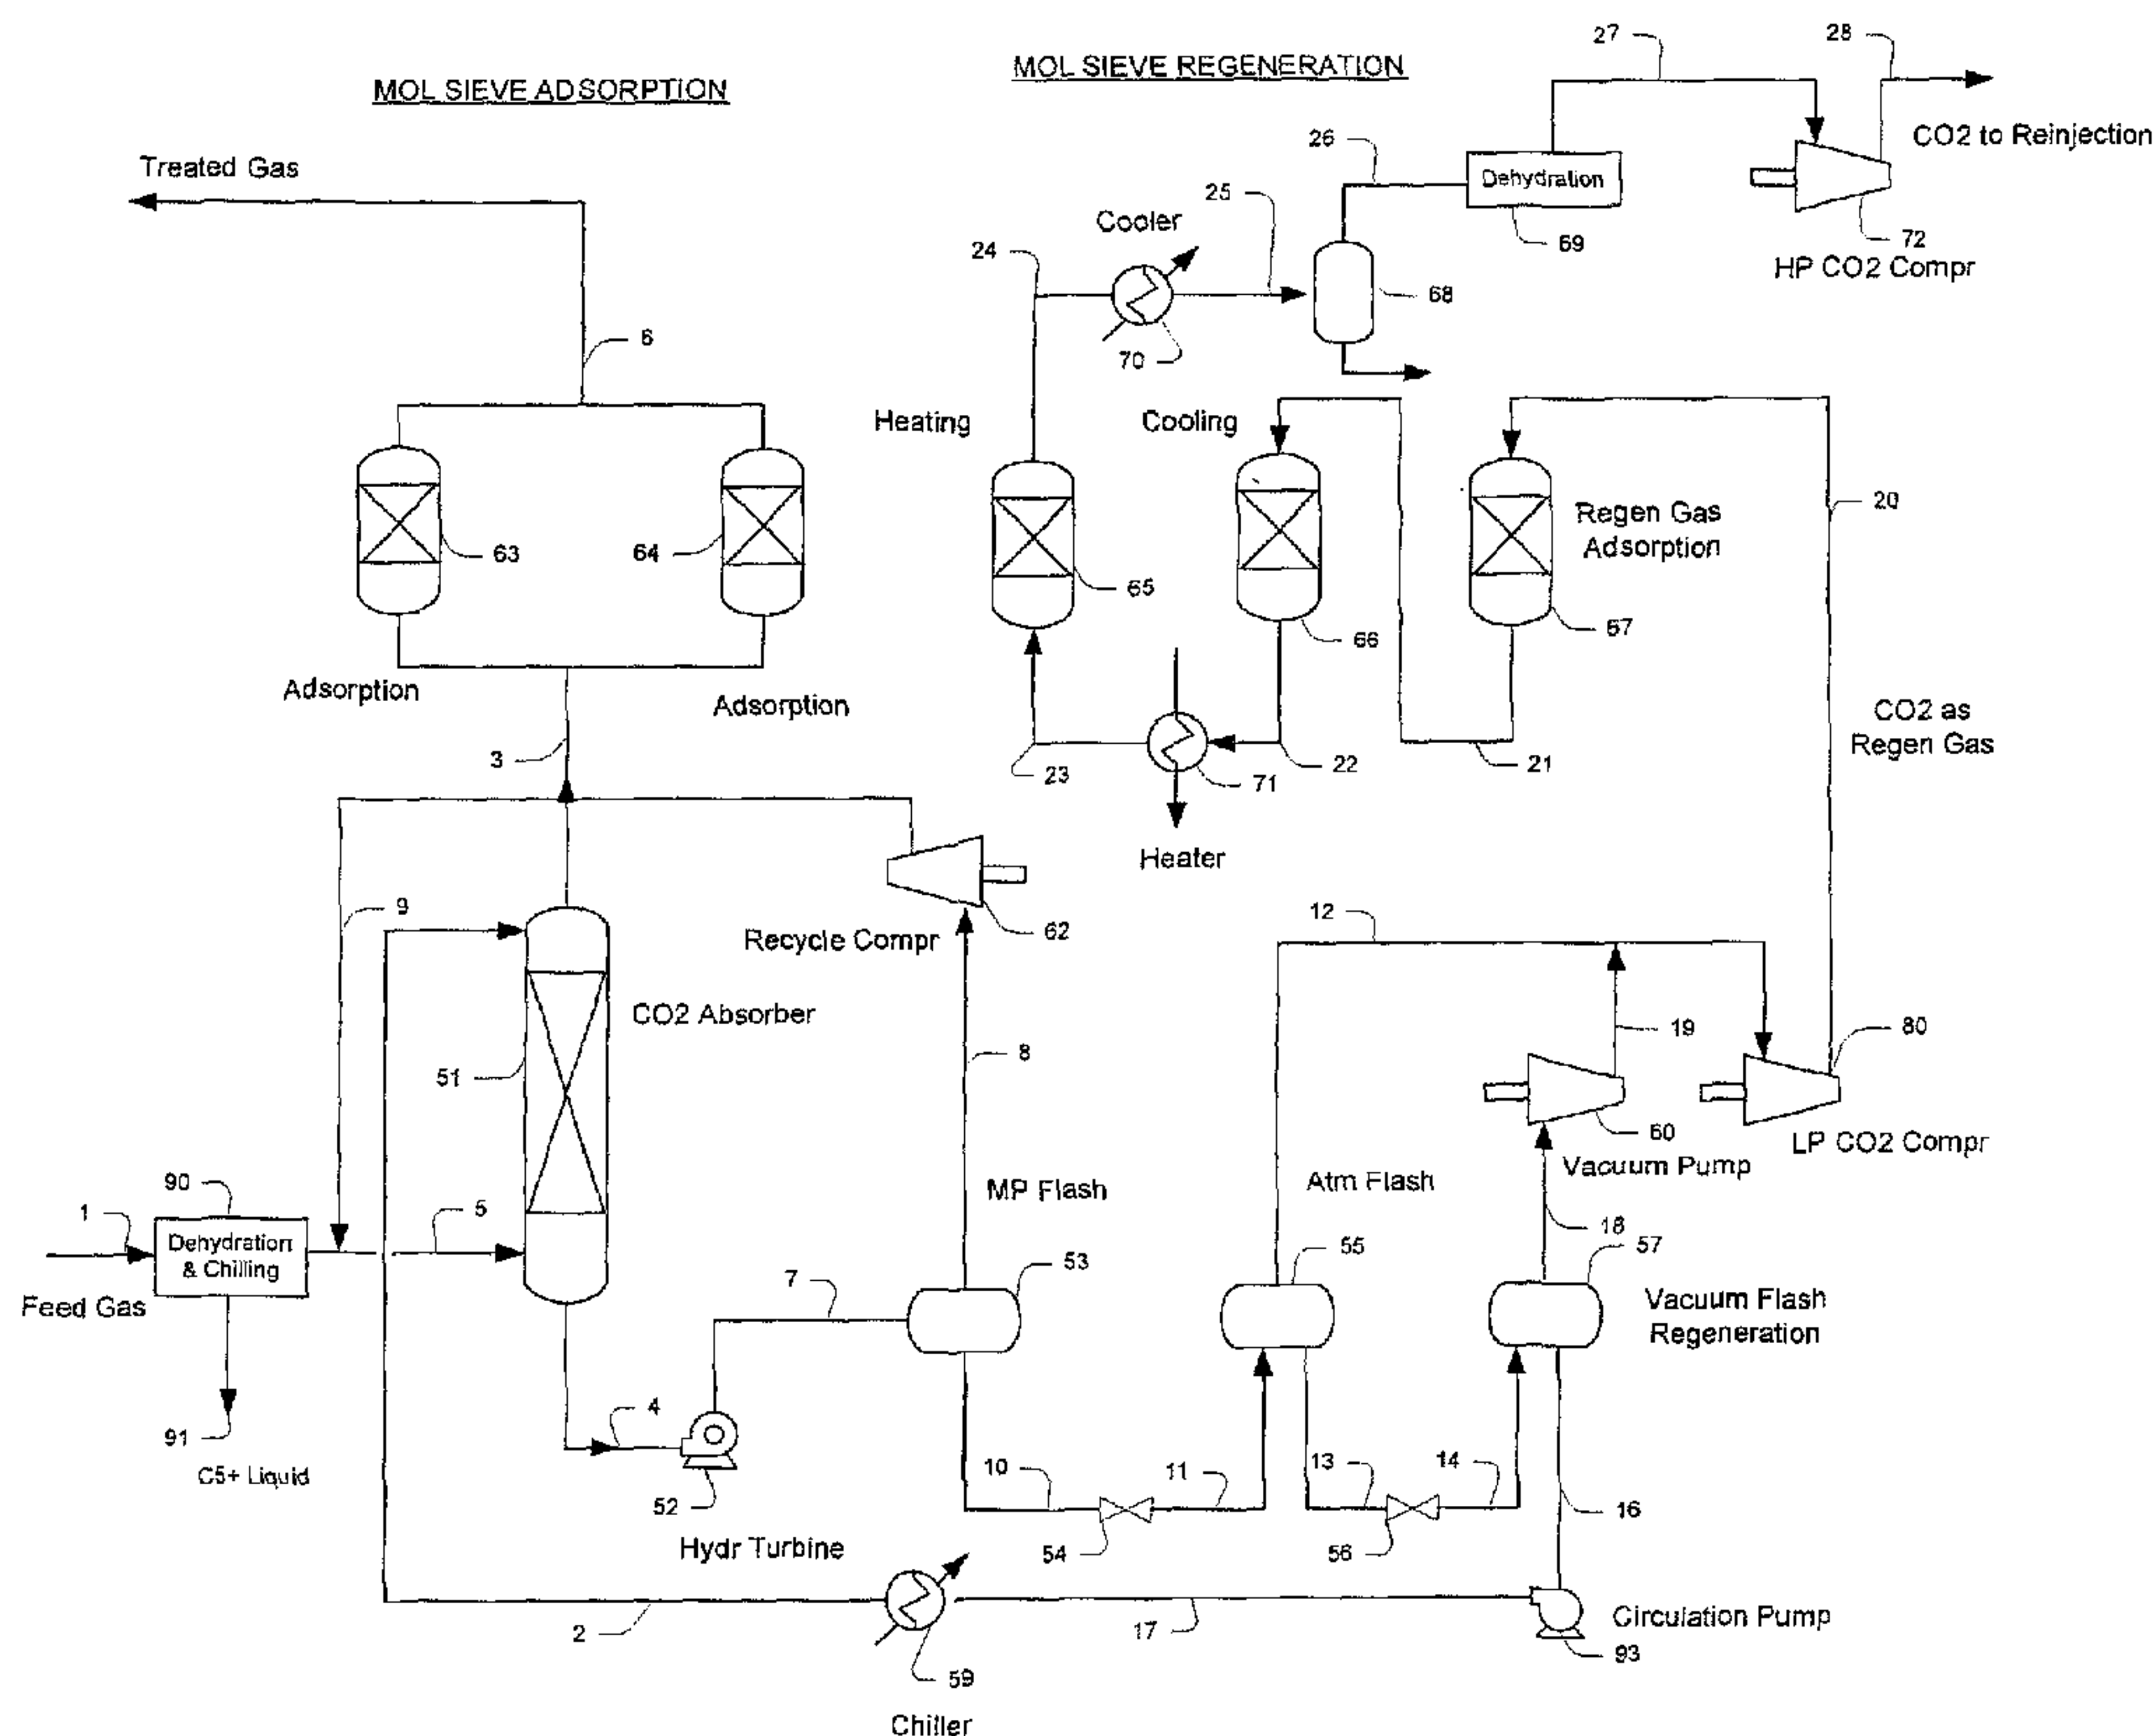 MOL SIEVE ADSORPTION
MOL SIEVE REGENERATION
27
28
CO2 to Reinjection
Treated Gas
26
Dehydration
25
Cooler
24
69
72
HP CO2 Compr
68
6
70
Heating
Cooling
20
Regen Gas
Adsorption
63
64
65
66
67
Adsorption
Adsorption
CO2 as
Regen Gas
3
23
71
22
21
Heater
9
12
62
Recycle Compr
CO2 Absorber
19
80
8
51
60
LP CO2 Compr
Vacuum Pump
90
MP Flash
Atm Flash
1
5
18
Dehydration
& Chilling
55
57
53
7
Feed Gas
Vacuum Flash
Regeneration
4
91
C5+ Liquid
10
11
13
14
52
16
Hydr Turbine
54
56
Circulation Pump
2
17
93
59
Chiller